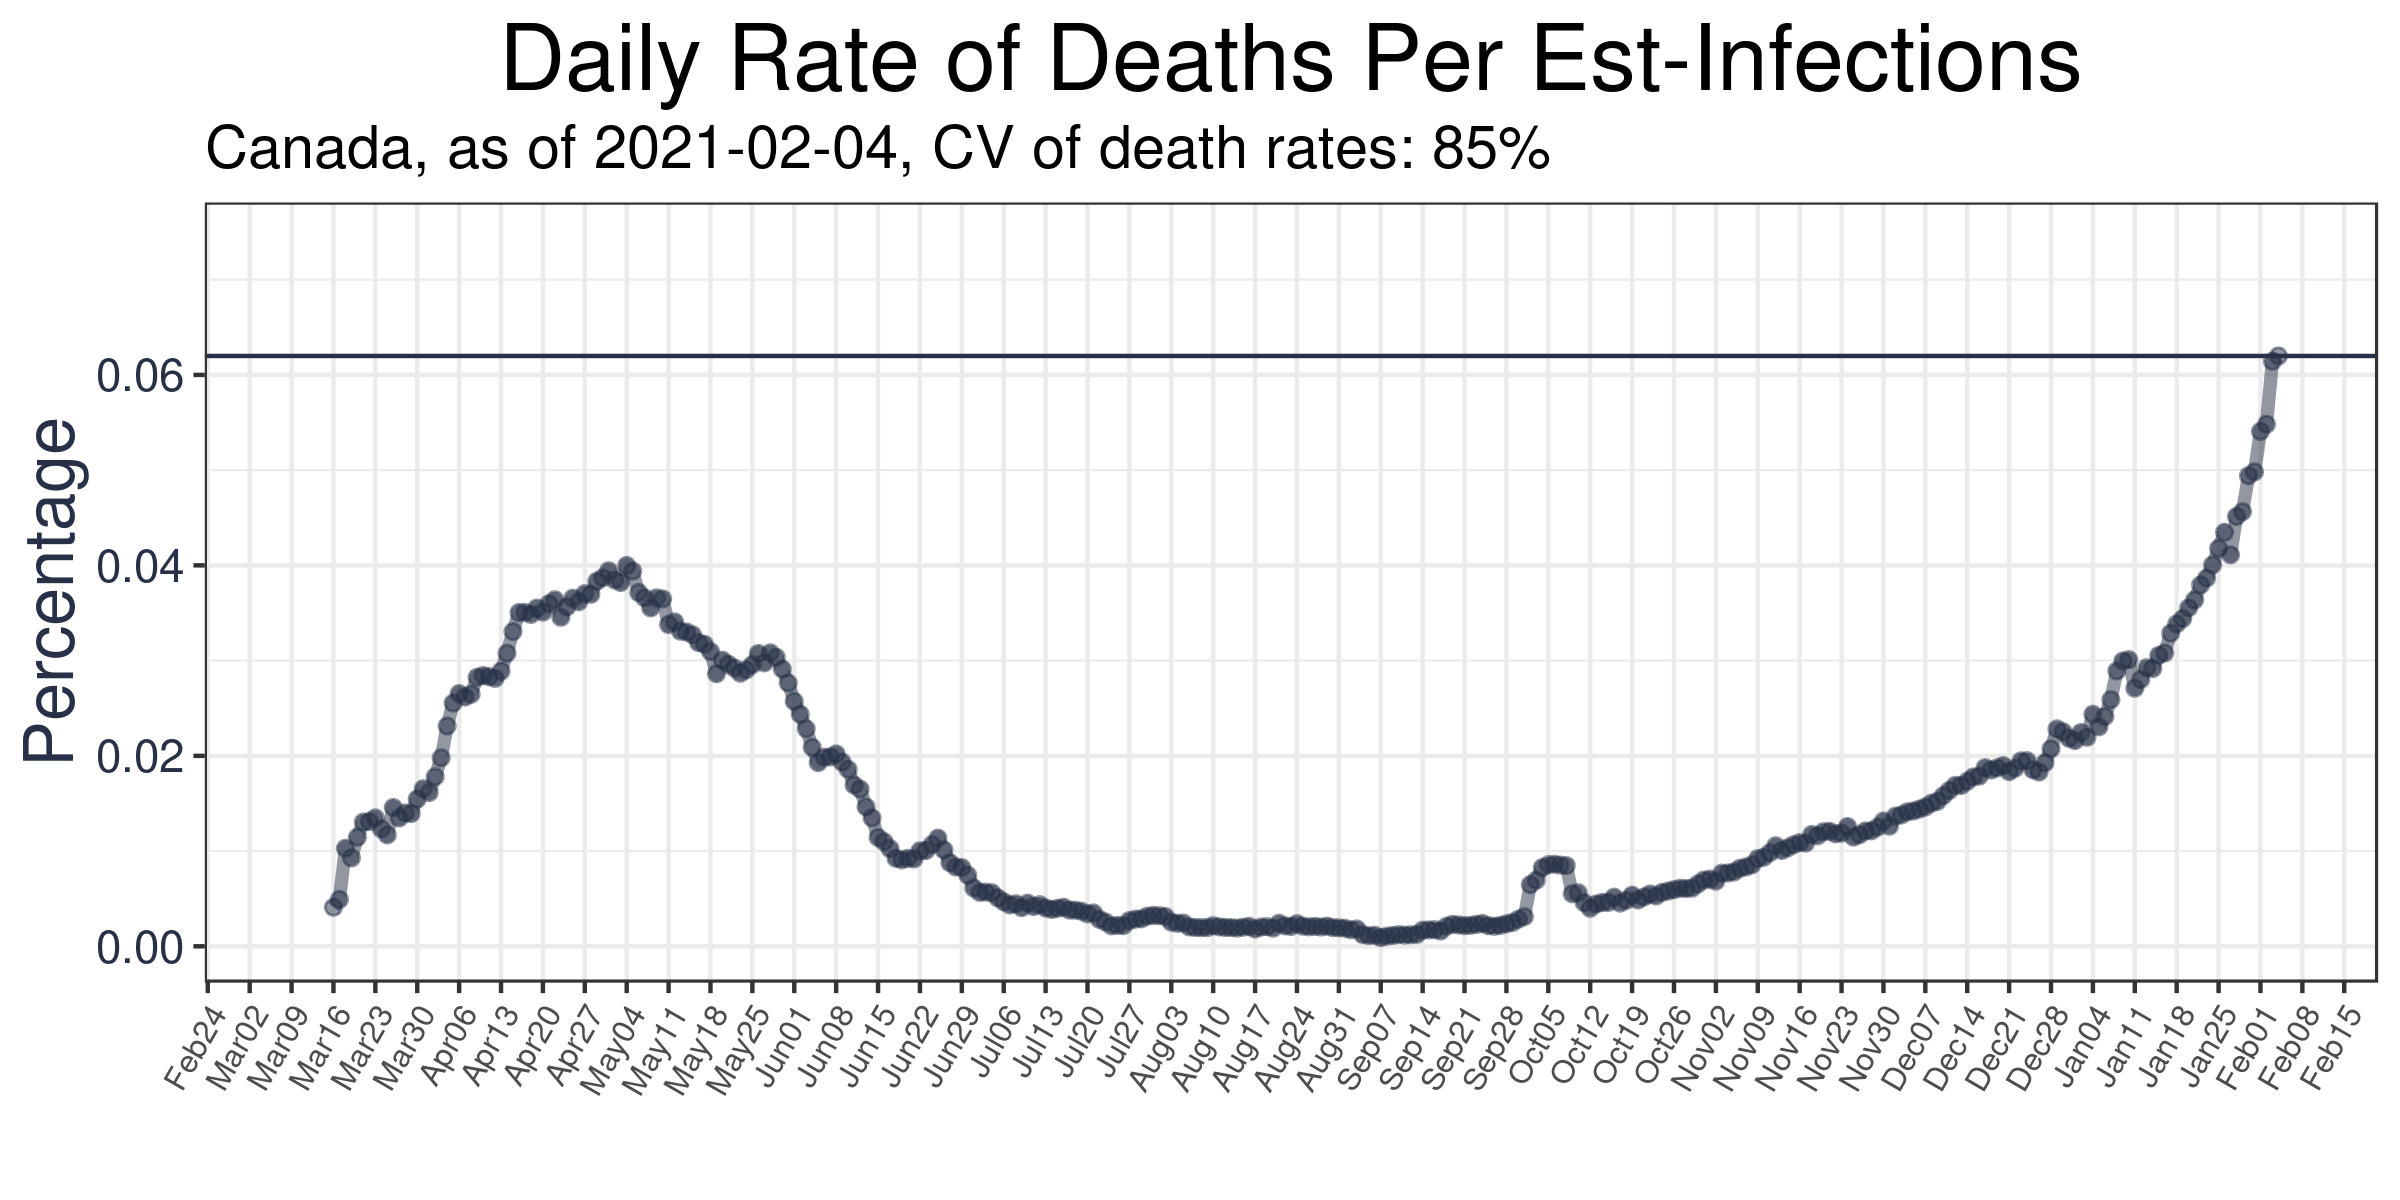 Daily Rate of Deaths Per Est-Infections
Canada, as of 2021-02-04, CV of death rates: 85%
Percentage
0.06
0.04
0.02
0.00
Feb24
Mar02
Mar09
Mar16
Mar23
Mar30
Apr06
Apr13
Apr20
Apr27
May04
May11
May18
May25
Jun01
Jun08
Jun15
Jun22
Jun29
Jul06
Jul13
Jul20
Jul27
Aug03
Aug10
Aug17
Aug24
Aug31
Sep07
Sep14
Sep21
Sep28
Oct05
Oct12
Oct19
Oct26
Nov02
Nov09
Nov16
Nov23
Nov30
Dec07
Dec14
Dec21
Dec28
Jan04
Jan11
Jan18
Jan25
Feb01
Feb08
Feb15